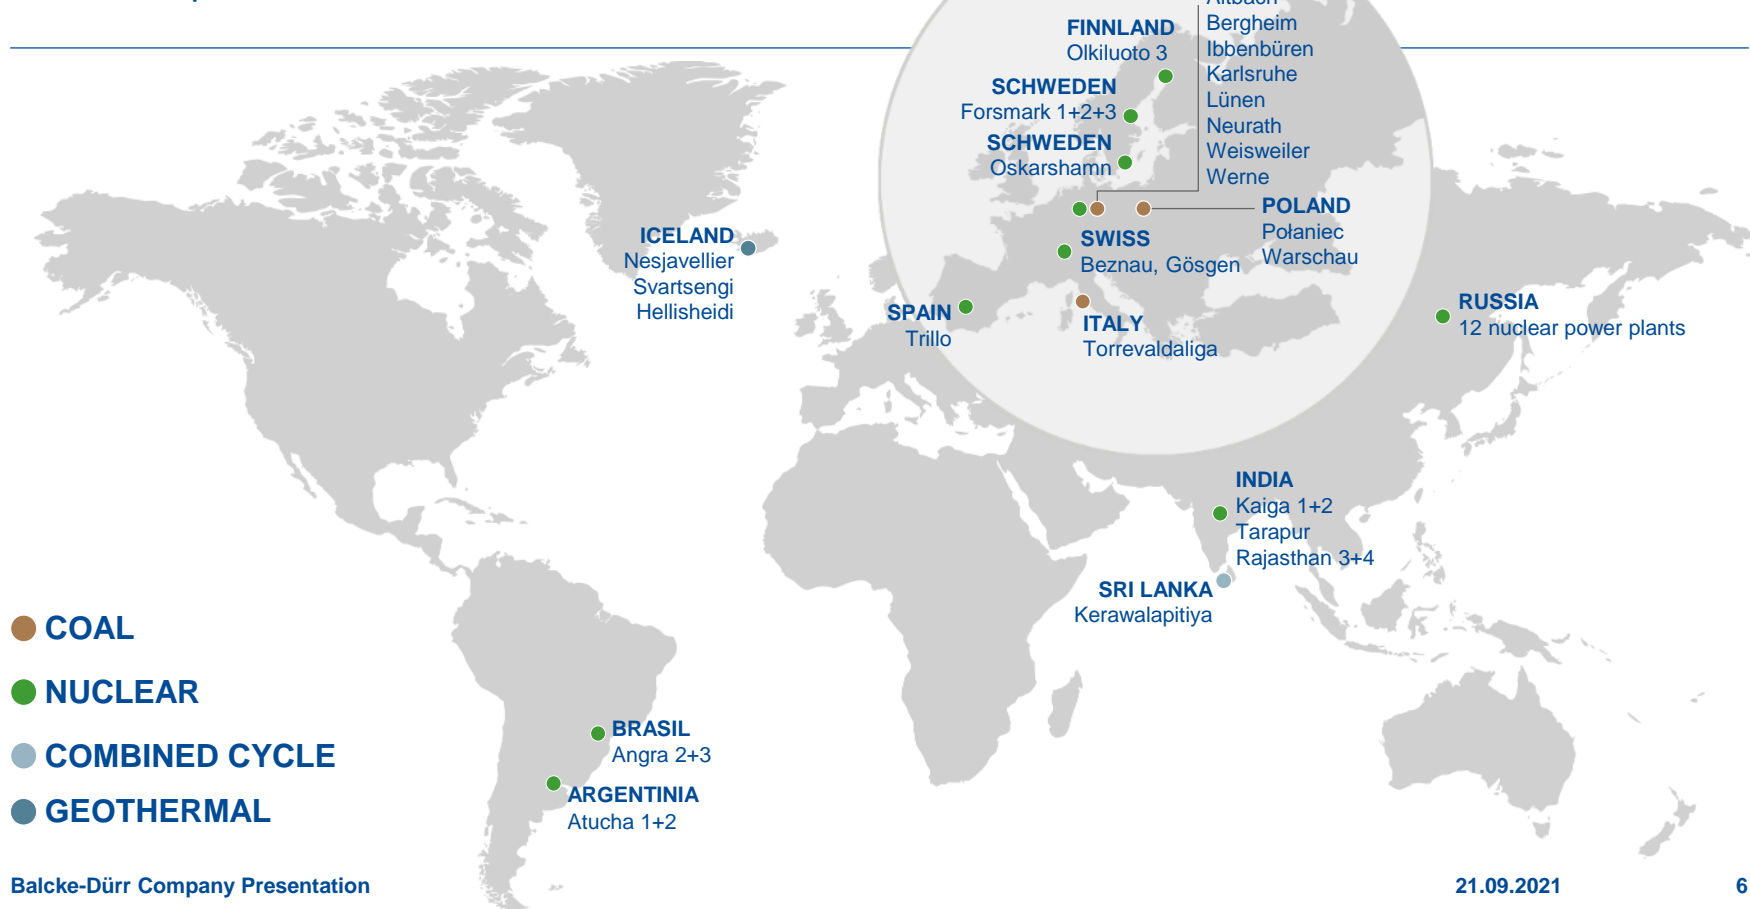 FINNLAND
Olkiluoto 3
SCHWEDEN
Forsmark 1+2+3
SCHWEDEN
Oskarshamn
Altbach
Bergheim
Ibbenbüren
Karlsruhe
Lünen
Neurath
Weisweiler
Werne
POLAND
Połaniec
Warschau
SWISS
Beznau, Gösgen
ICELAND
Nesjavellier
Svartsengi
Hellisheidi
SPAIN
Trillo
ITALY
Torrevaldaliga
RUSSIA
12 nuclear power plants
INDIA
Kaiga 1+2
Tarapur
Rajasthan 3+4
SRI LANKA
Kerawalapitiya
COAL
NUCLEAR
COMBINED CYCLE
GEOTHERMAL
BRASIL
Angra 2+3
ARGENTINIA
Atucha 1+2
Balcke-Dürr Company Presentation
21.09.2021
6